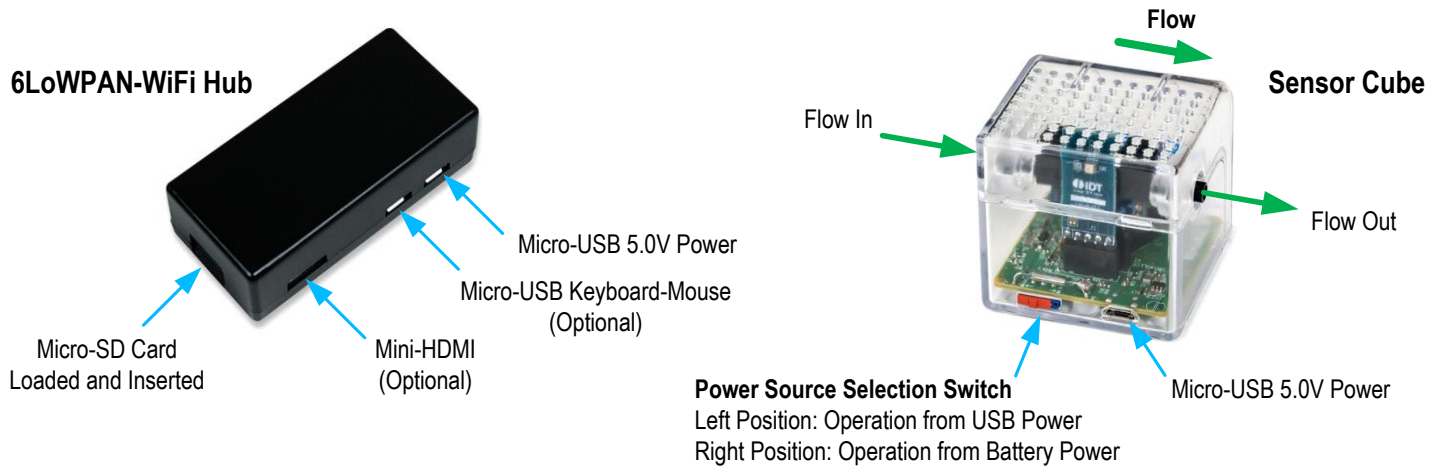 Flow
6LoWPAN-WiFi Hub
Sensor Cube
Flow In
IDT
Flow Out
Micro-USB 5.0V Power
Micro-USB Keyboard-Mouse
(Optional)
Micro-SD Card
Loaded and Inserted
Mini-HDMI
(Optional)
Power Source Selection Switch
Left Position: Operation from USB Power
Right Position: Operation from Battery Power
Micro-USB 5.0V Power